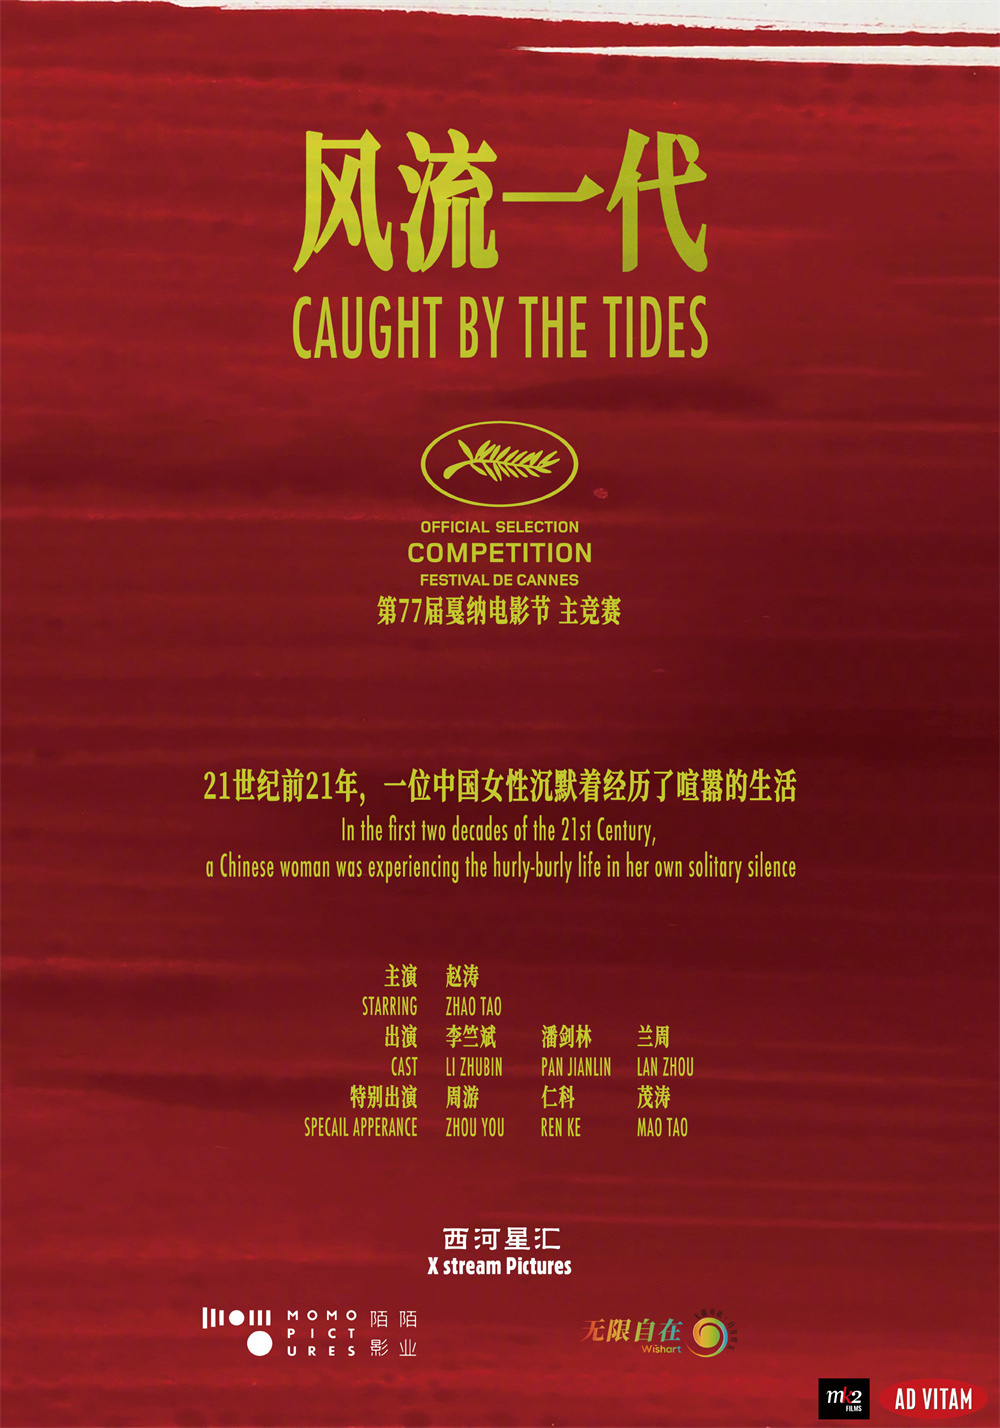 风流一代
CAUGHT BY THE TIDES
OFFICIAL SELECTION
COMPETITION
FESTIVAL DE CANNES
第77届戛纳电影节 主竞赛
21世纪前21年，一位中国女性沉默着经历了喧嚣的生活
In the first two decades of the 21st Century,
a Chinese woman was experiencing the hurly-burly life in her own solitary silence
主演 赵涛
STARRING ZHAO TAO
出演 李竺斌 潘剑林 兰周
CAST LI ZHUBIN PAN JIANLIN LAN ZHOU
特别出演 周游 仁科 茂涛
SPECAIL APPERANCE ZHOU YOU REN KE MAO TAO
西河星汇
X stream Pictures
MOMO 陌陌
PICT
URES 影业
无限自在
Wishart
mk2
FILMS
AD VITAM